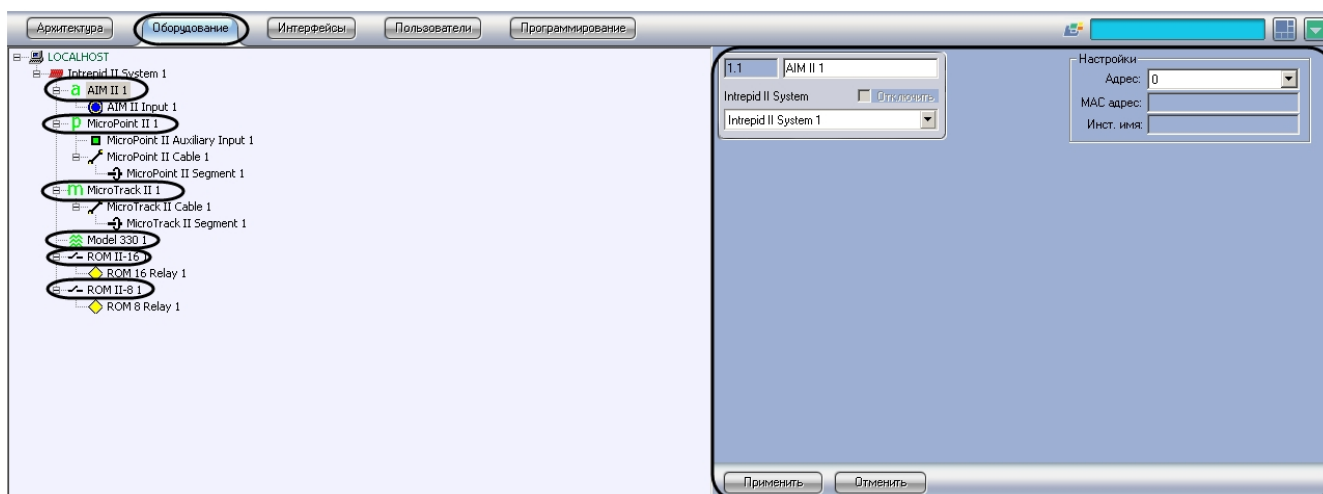 Архитектура Оборудование Интерфейсы Пользователи Программирование
LOCALHOST
Intrepid II System 1
a AIM II 1
AIM II Input 1
p MicroPoint II 1
MicroPoint II Auxiliary Input 1
MicroPoint II Cable 1
MicroPoint II Segment 1
m MicroTrack II 1
MicroTrack II Cable 1
MicroTrack II Segment 1
Model 330 1
ROM II-16 1
ROM 16 Relay 1
ROM II-8 1
ROM 8 Relay 1
1.1 AIM II 1
Intrepid II System Отключить
Intrepid II System 1
Настройки
Адрес: 0
MAC адрес:
Инст. имя:
Применить Отменить